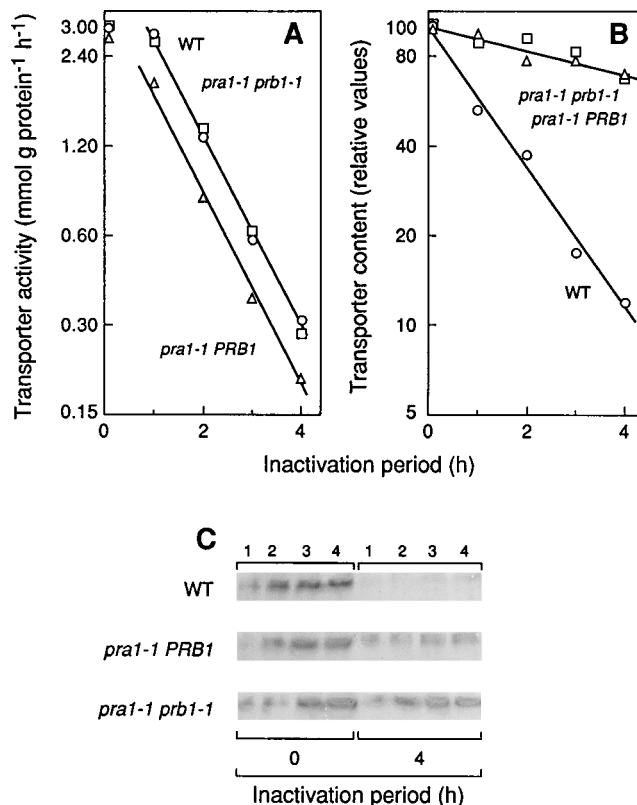 A
Transporter activity (mmol g protein⁻¹ h⁻¹)
3.00
2.40
1.20
0.60
0.30
0.15
WT
pra1-1 prb1-1
pra1-1 PRB1
0 2 4
B
Transporter content (relative values)
100
80
40
20
10
5
pra1-1 prb1-1
pra1-1 PRB1
WT
0 2 4
Inactivation period (h)
C
1 2 3 4 1 2 3 4
WT
pra1-1 PRB1
pra1-1 prb1-1
0 4
Inactivation period (h)